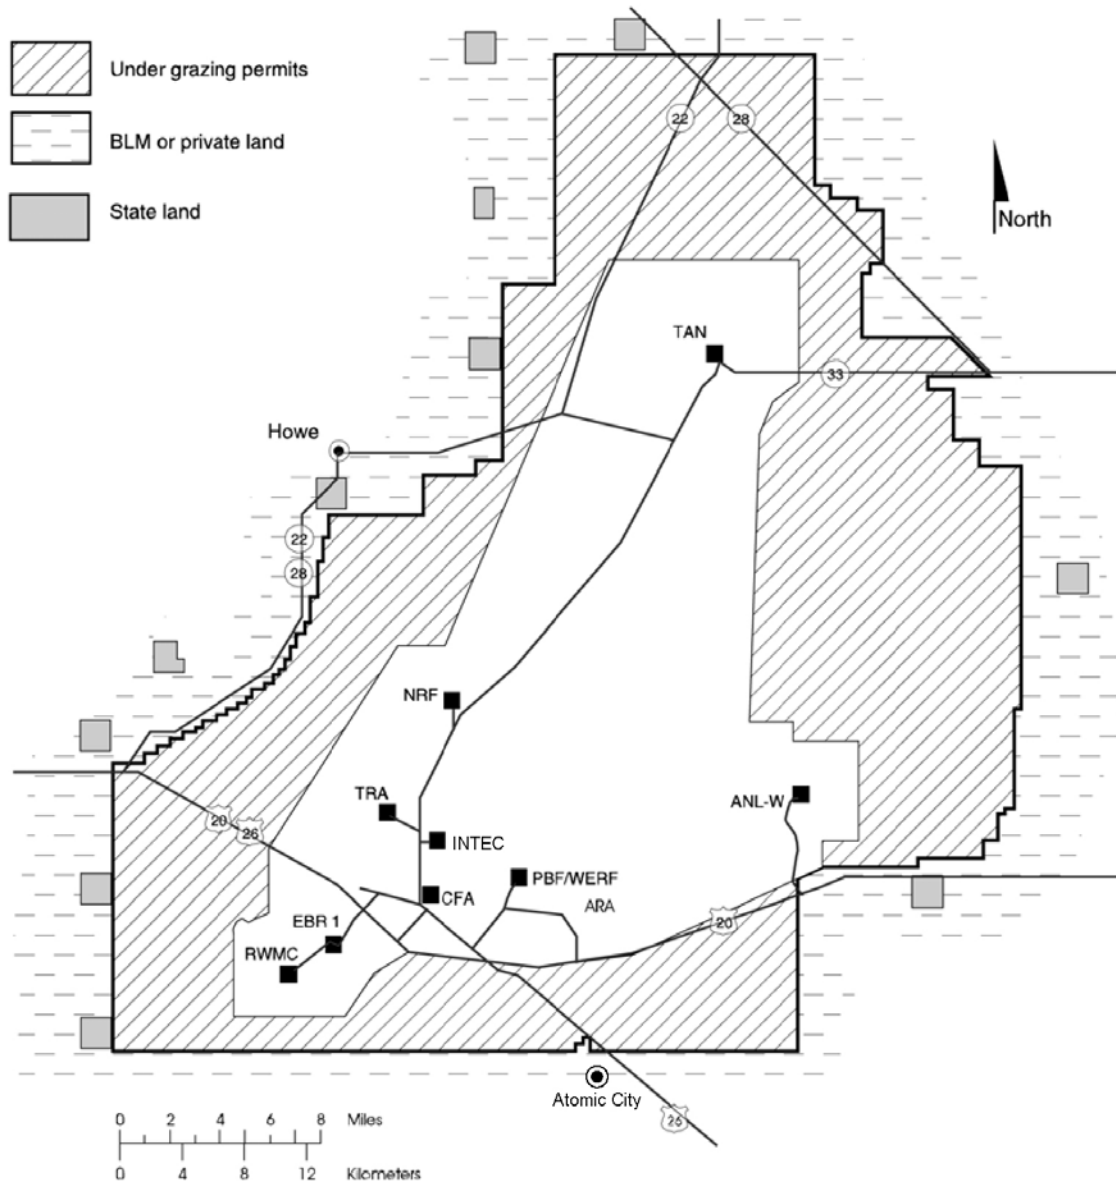 Under grazing permits
BLM or private land
State land
22
28
North
TAN
33
Howe
22
28
NRF
TRA
INTEC
ANL-W
20
26
PBF/WERF
CFA
ARA
EBR 1
20
RWMC
Atomic City
26
0 2 4 6 8 Miles
0 4 8 12 Kilometers